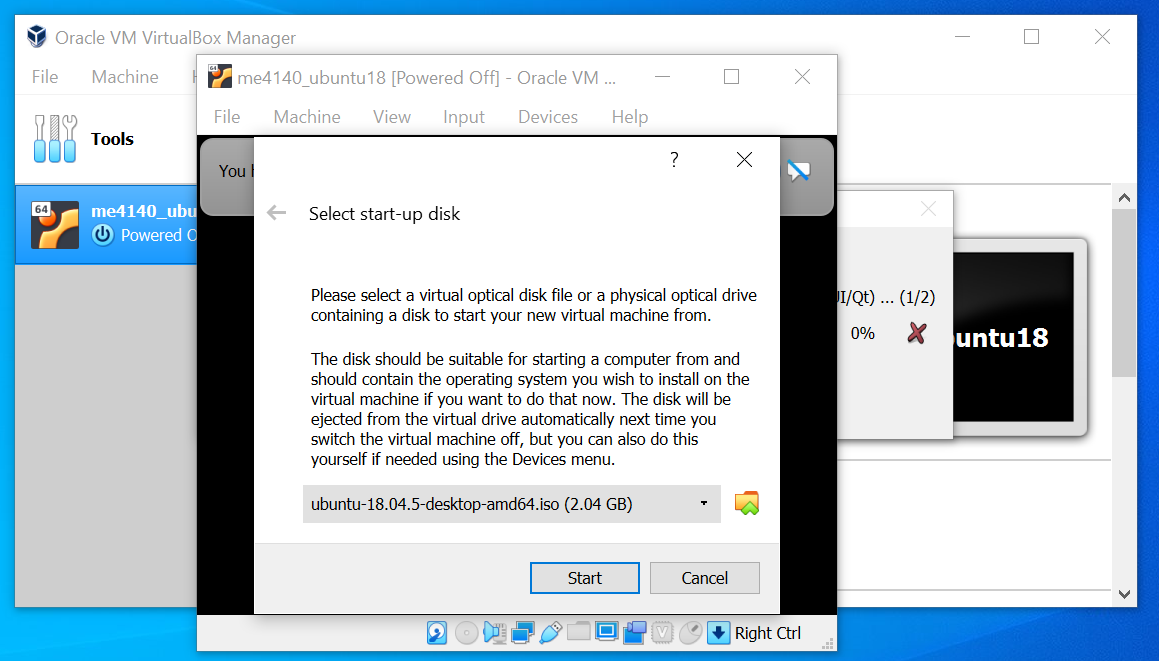 Oracle VM VirtualBox Manager
File Machine
Tools
64 me4140_ubu
Powered O
64 me4140_ubuntu18 [Powered Off] - Oracle VM ...
File Machine View Input Devices Help
You
?
Select start-up disk
Please select a virtual optical disk file or a physical optical drive
containing a disk to start your new virtual machine from.
The disk should be suitable for starting a computer from and
should contain the operating system you wish to install on the
virtual machine if you want to do that now. The disk will be
ejected from the virtual drive automatically next time you
switch the virtual machine off, but you can also do this
yourself if needed using the Devices menu.
ubuntu-18.04.5-desktop-amd64.iso (2.04 GB)
Start Cancel
UI/Qt) ... (1/2)
0%
buntu18
V
Right Ctrl